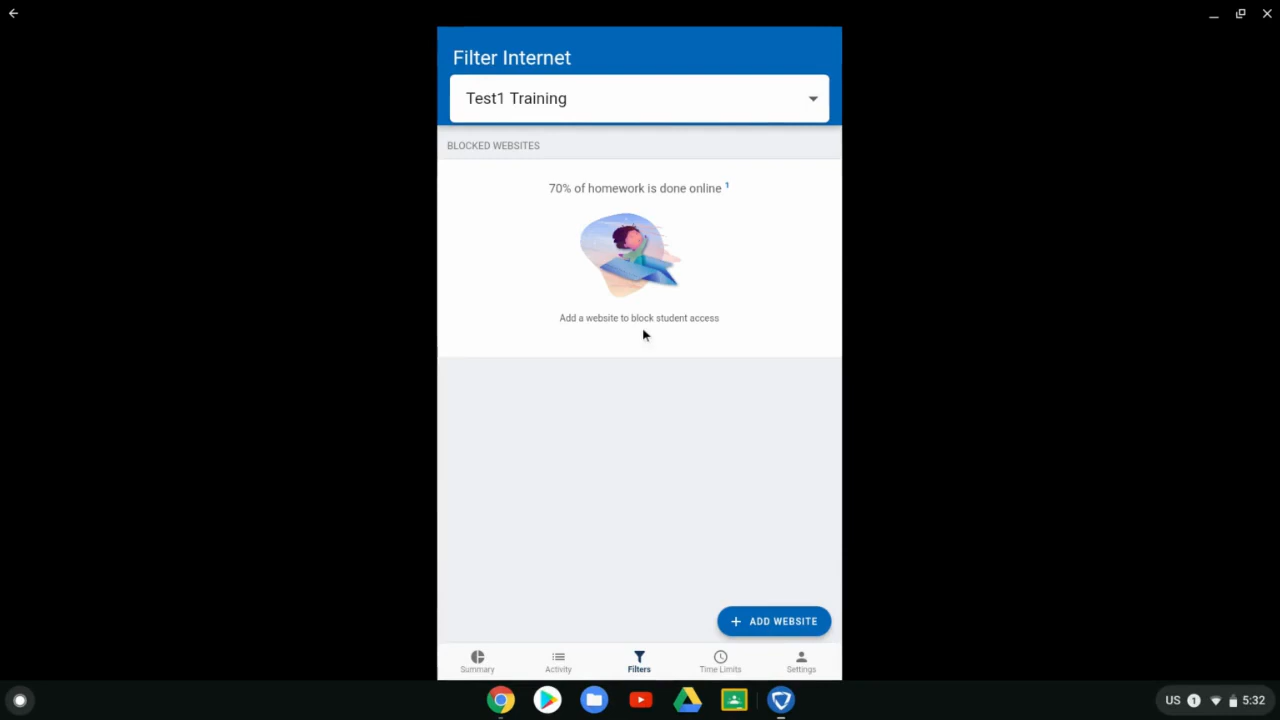 Filter Internet
Test1 Training
BLOCKED WEBSITES
70% of homework is done online 1
Add a website to block student access
+ ADD WEBSITE
Summary
Activity
Filters
Time Limits
Settings
US 1 5:32